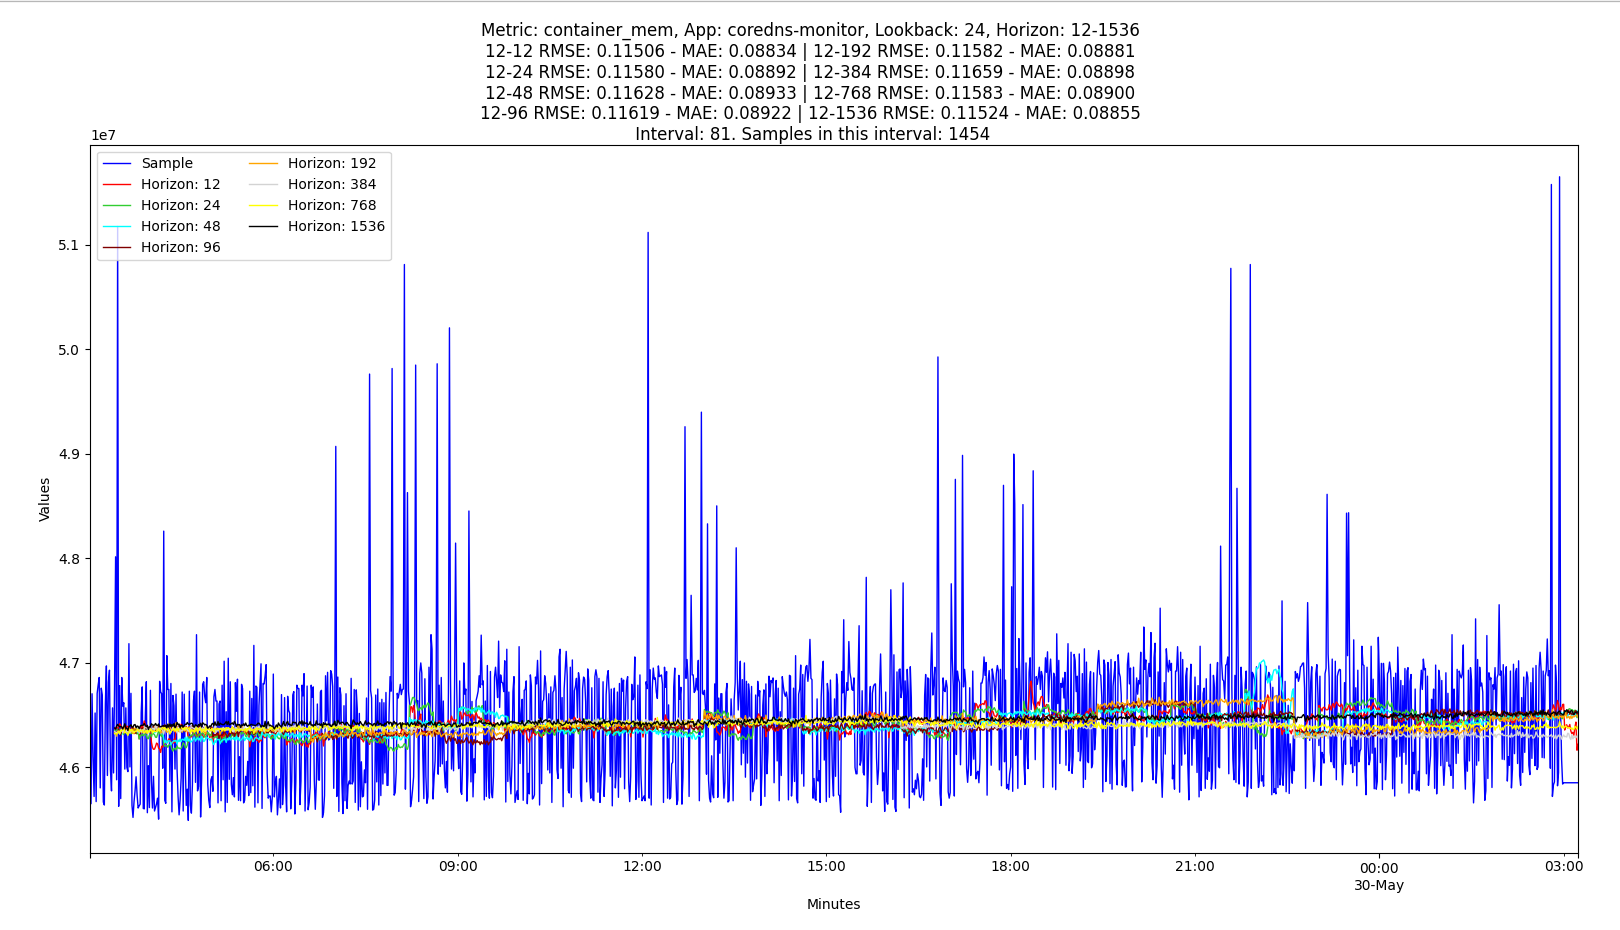 Metric: container_mem, App: coredns-monitor, Lookback: 24, Horizon: 12-1536
12-12 RMSE: 0.11506 - MAE: 0.08834 | 12-192 RMSE: 0.11582 - MAE: 0.08881
12-24 RMSE: 0.11580 - MAE: 0.08892 | 12-384 RMSE: 0.11659 - MAE: 0.08898
12-48 RMSE: 0.11628 - MAE: 0.08933 | 12-768 RMSE: 0.11583 - MAE: 0.08900
12-96 RMSE: 0.11619 - MAE: 0.08922 | 12-1536 RMSE: 0.11524 - MAE: 0.08855
Interval: 81. Samples in this interval: 1454
1e7
Sample
Horizon: 12
Horizon: 24
Horizon: 48
Horizon: 96
Horizon: 192
Horizon: 384
Horizon: 768
Horizon: 1536
5.1
5.0
4.9
4.8
4.7
4.6
Values
06:00
09:00
12:00
15:00
18:00
21:00
00:00
30-May
03:00
Minutes